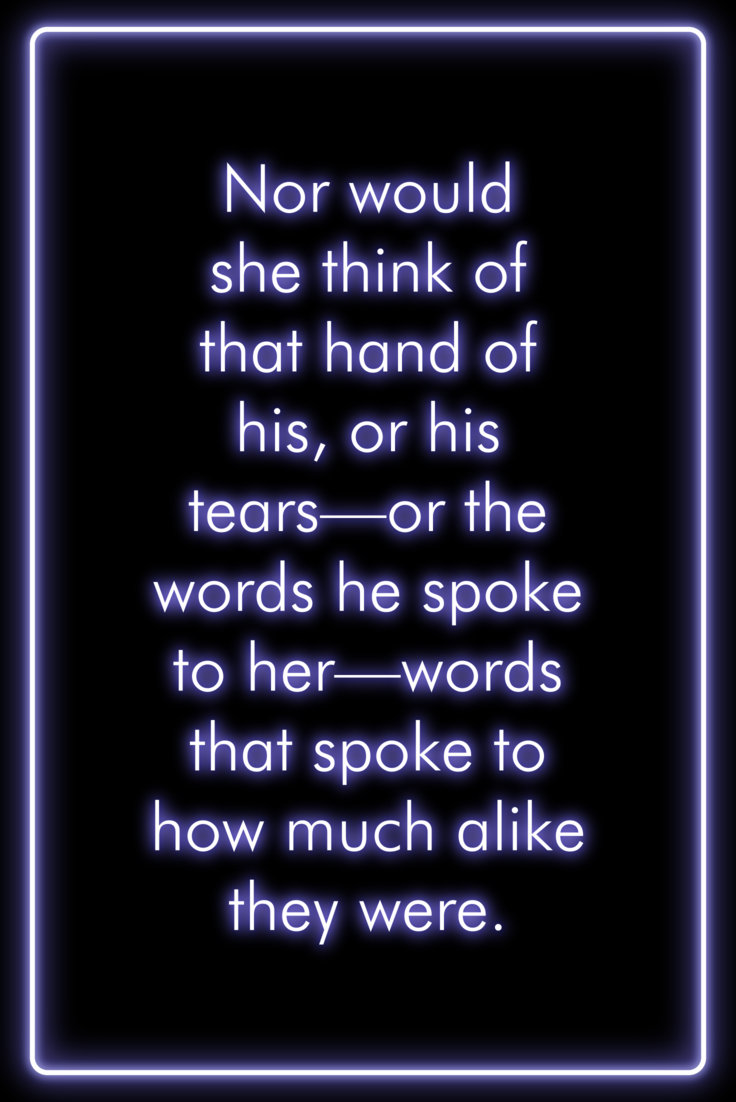 Nor would
she think of
that hand of
his, or his
tears—or the
words he spoke
to her—words
that spoke to
how much alike
they were.